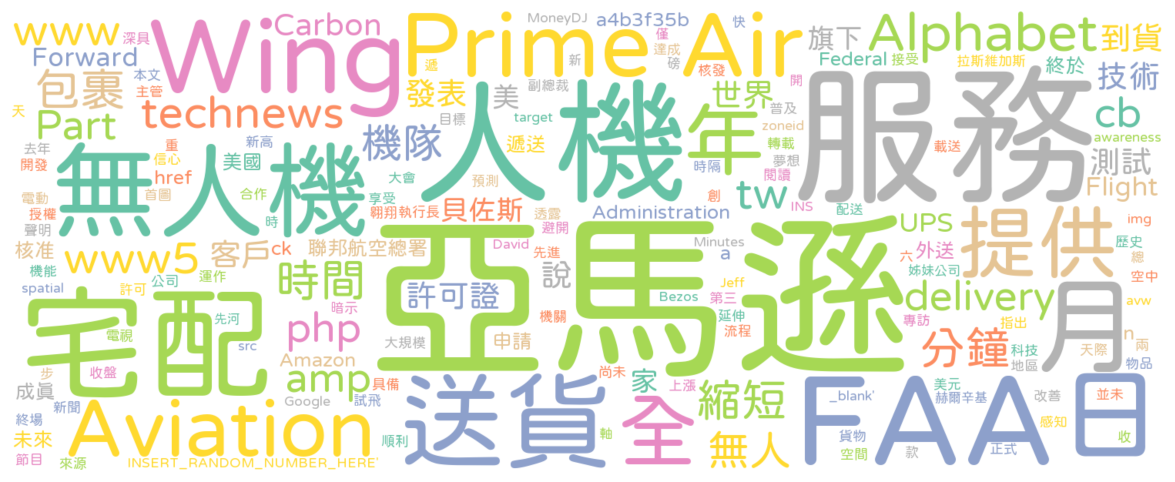 www 深具 Wing Carbon Prime Air MoneyDJ a4b3f35b 快 旗下 Alphabet 到貨
Forward 本文 主管 遞 新 僅 達成 磅 核發 Federal 接受 拉斯維加斯 終於 技術
包裹 technews 發表 美 副總裁 世界 開 普及 服務
天 Part 新高 重 機隊 目標 target 年 zoneid 轉載 載送 cb awareness
去年 開發 信心 美國 遞送 人機 時隔 夢想 閱讀 測試
電動 href 無人機 合作 大會 預測 tw 創 Flight
授權 首圖 時 享受 翱翔 執行長 貝佐斯 透露 Administration INS 配送 提供 img
聲明 避開 UPS 外送 歷史
核准 www5 客戶 ck 聯邦航空總署 David 先進 Minutes a 六 總
機能 公司 運作 時間 說 姊妹公司 空中
spatial 許可 暗示 許可證 亞馬遜 Bezos Jeff 第三 delivery 月 avw
宅配 先河 php 機關 延伸 專訪 指出 n
電視 src 大規模 申請 流程 分鐘 科技 兩
步 收盤 Amazon 尚未 地區 天際 物品
成真 Google amp 具備 家 上漲 縮短 _blank' 美元 改善 並未
終場 新聞 試飛 送貨 全 赫爾辛基 日
未來 Aviation 順利 軸 無人 貨物 FAA 感知 收
節目 來源 INSERT_RANDOM_NUMBER_HERE' 空間 款 正式